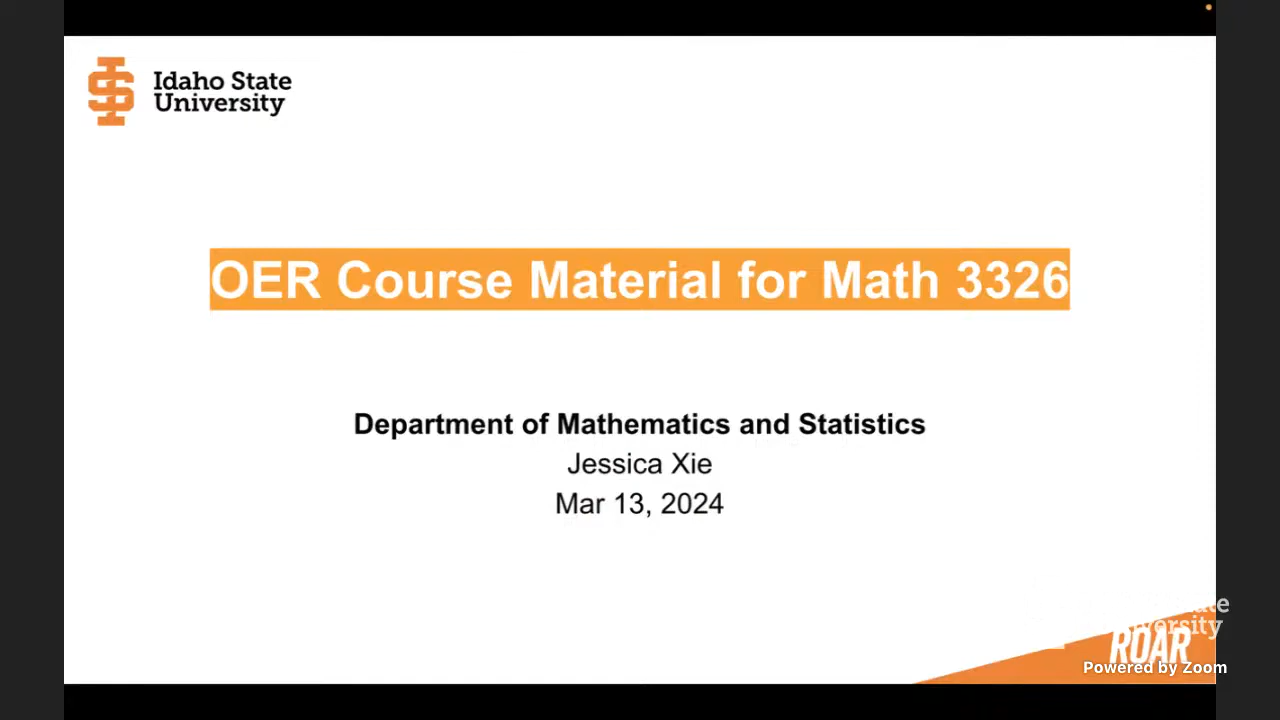 Idaho State
University
OER Course Material for Math 3326
Department of Mathematics and Statistics
Jessica Xie
Mar 13, 2024
ROAR
Powered by Zoom